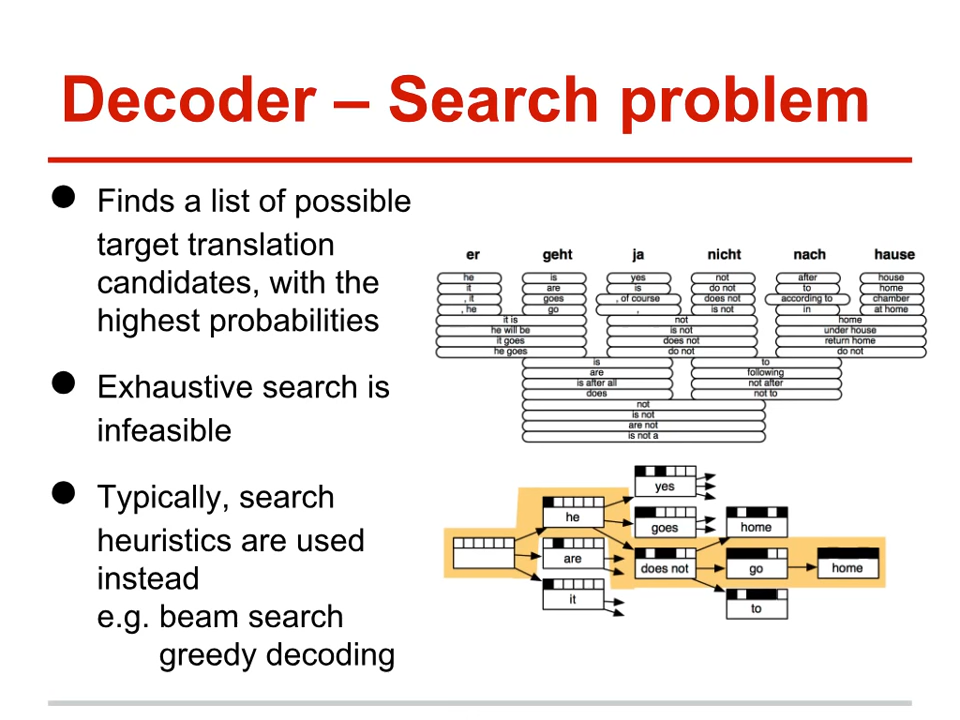 Decoder – Search problem
● Finds a list of possible
target translation
candidates, with the
highest probabilities
● Exhaustive search is
infeasible
● Typically, search
heuristics are used
instead
e.g. beam search
greedy decoding
er geht ja nicht nach hause
he is yes not after house
it are is do not to home
, it goes , of course does not according to chamber
, he go , is not in at home
it is not home
he will be is not under house
it goes does not return home
he goes do not do not
is to
are following
is after all not after
does not to
not
is not
are not
is not a
yes
he goes home
are does not go home
it to